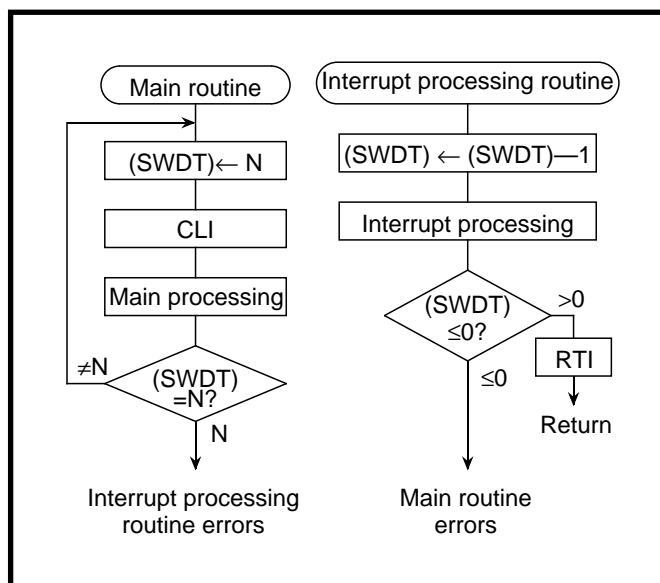 Main routine
(SWDT)← N
CLI
Main processing
≠N
(SWDT)
=N?
N
Interrupt processing
routine errors
Interrupt processing routine
(SWDT) ← (SWDT)—1
Interrupt processing
(SWDT)
≤0?
>0
RTI
≤0
Return
Main routine
errors